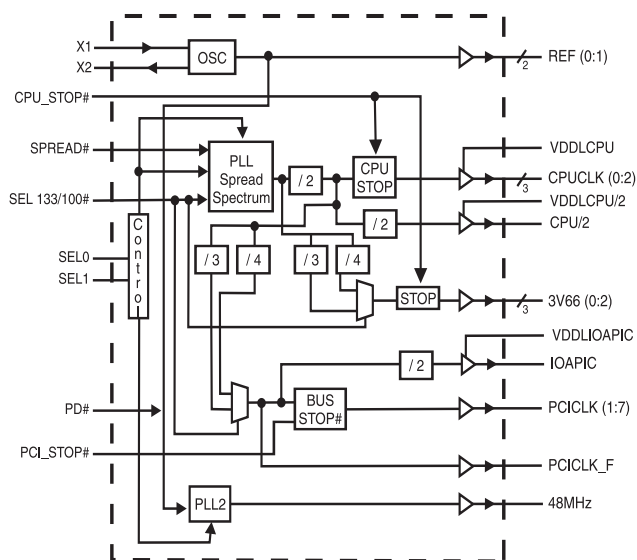 X1
X2
OSC
REF (0:1)
2
CPU_STOP#
SPREAD#
PLL
Spread
Spectrum
/ 2
CPU
STOP
VDDLCPU
CPUCLK (0:2)
3
SEL 133/100#
VDDLCPU/2
/ 2
CPU/2
Control
SEL0
SEL1
/ 3
/ 4
/ 3
/ 4
STOP
3V66 (0:2)
3
VDDLIOAPIC
/ 2
IOAPIC
BUS
STOP#
PCICLK (1:7)
PD#
PCI_STOP#
PCICLK_F
PLL2
48MHz